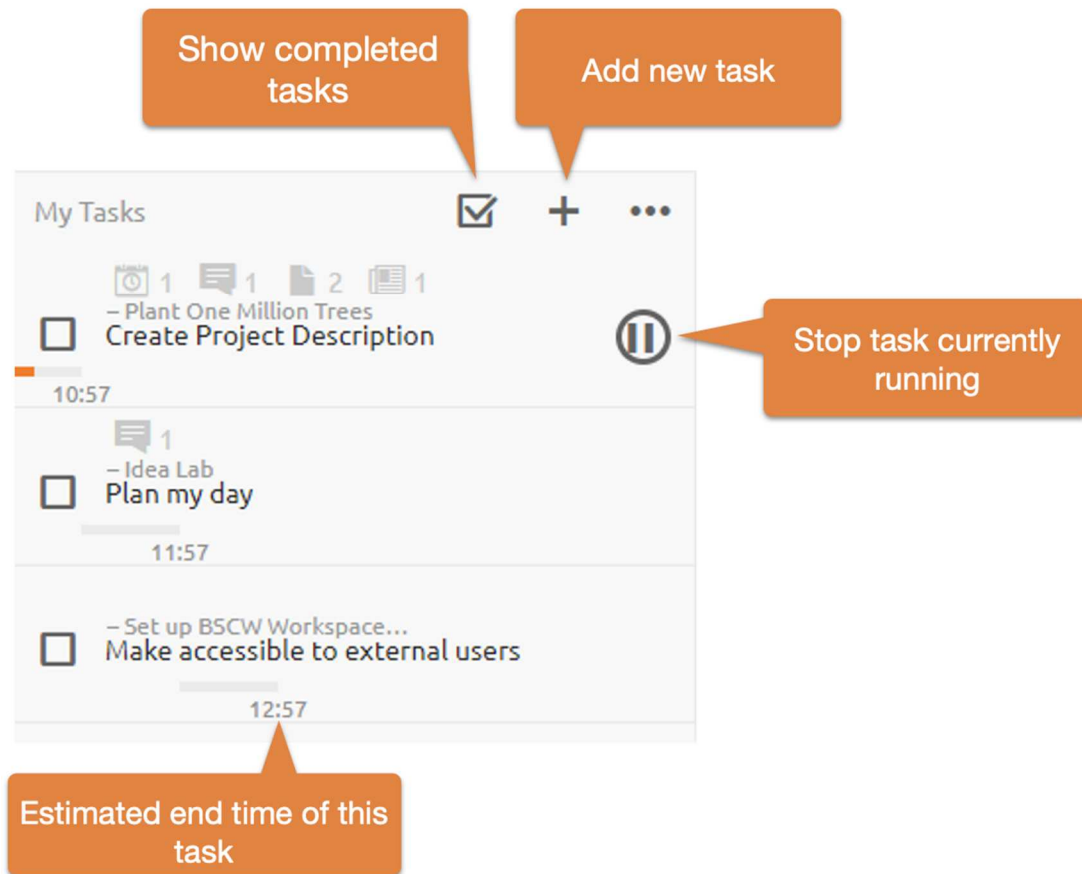 Show completed
tasks
Add new task
My Tasks
1 1 2 1
– Plant One Million Trees
Create Project Description
10:57
Stop task currently
running
1
– Idea Lab
Plan my day
11:57
– Set up BSCW Workspace...
Make accessible to external users
12:57
Estimated end time of this
task